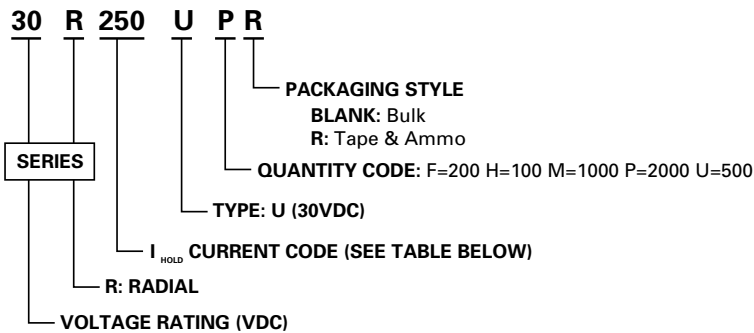 30 R 250 U P R
PACKAGING STYLE
BLANK: Bulk
R: Tape & Ammo
SERIES
QUANTITY CODE: F=200 H=100 M=1000 P=2000 U=500
TYPE: U (30VDC)
I HOLD CURRENT CODE (SEE TABLE BELOW)
R: RADIAL
VOLTAGE RATING (VDC)